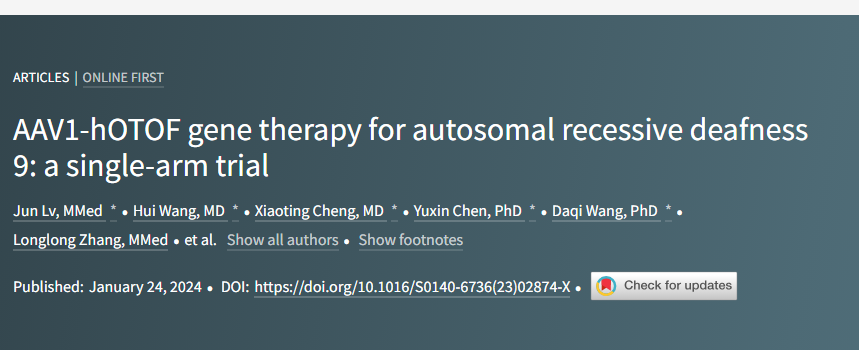 ARTICLES | ONLINE FIRST
AAV1-hOTOF gene therapy for autosomal recessive deafness
9: a single-arm trial
Jun Lv, MMed * • Hui Wang, MD * • Xiaoting Cheng, MD * • Yuxin Chen, PhD * • Daqi Wang, PhD * •
Longlong Zhang, MMed • et al. Show all authors • Show footnotes
Published: January 24, 2024 • DOI: https://doi.org/10.1016/S0140-6736(23)02874-X • Check for updates